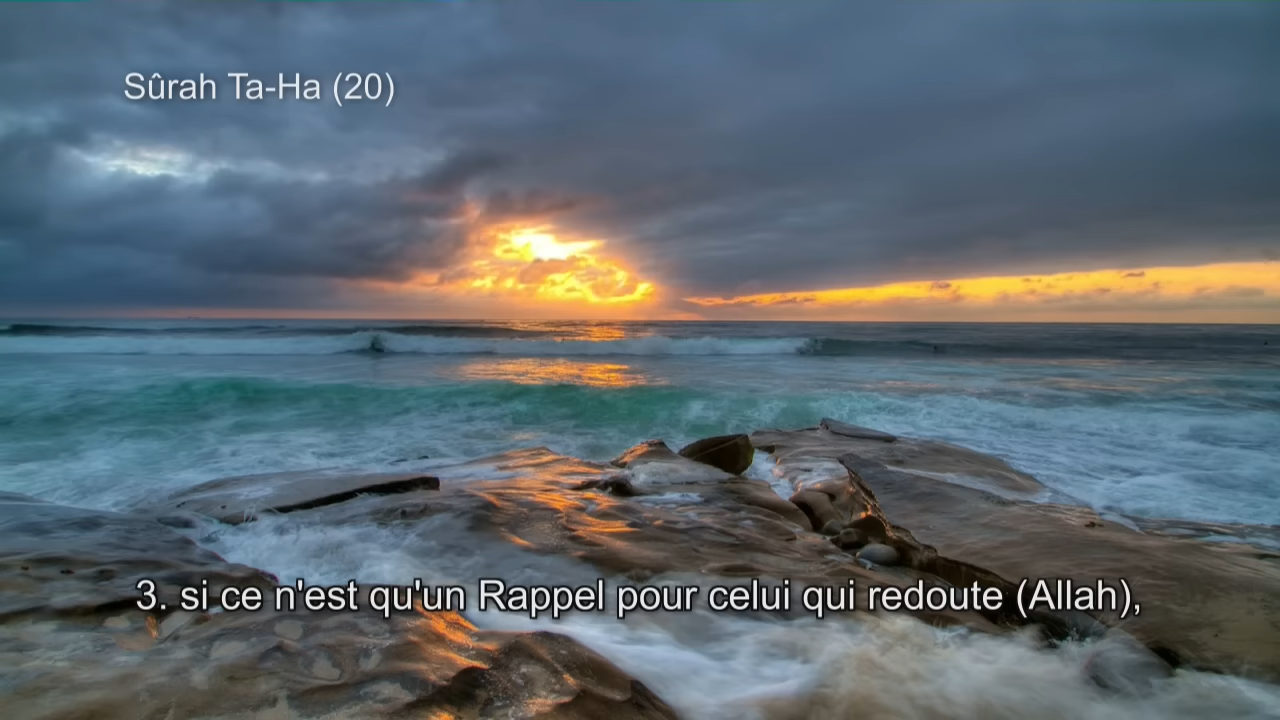 Sûrah Ta-Ha (20)
3. si ce n'est qu'un Rappel pour celui qui redoute (Allah),